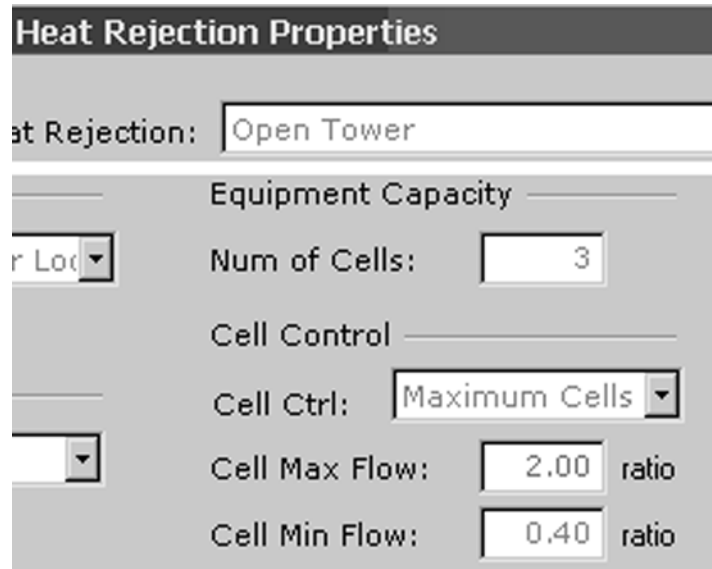 Heat Rejection Properties
at Rejection: Open Tower
Equipment Capacity
Num of Cells: 3
Cell Control
Cell Ctrl: Maximum Cells
Cell Max Flow: 2.00 ratio
Cell Min Flow: 0.40 ratio